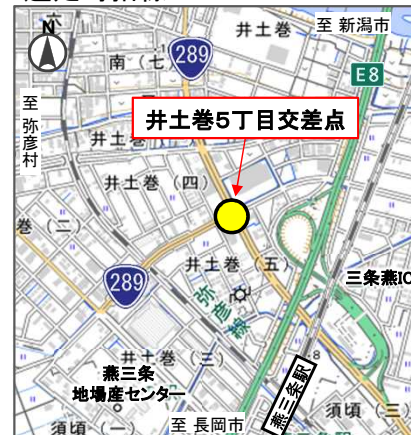 N
井土巻
至 新潟市
南（七）
289
E8
至
弥彦村
井土巻5丁目交差点
井土巻（四）
巻（二）
井土巻（五）
289
弥彦線
三条燕IC
井土巻（三）
8
燕三条
地場産センター
燕三条駅
須頃（一）
至 長岡市
須頃（三）